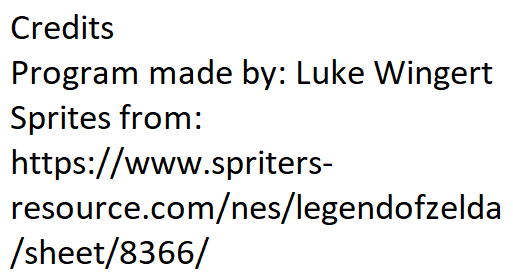 Credits
Program made by: Luke Wingert
Sprites from:
https://www.spriters-
resource.com/nes/legendofzelda
/sheet/8366/